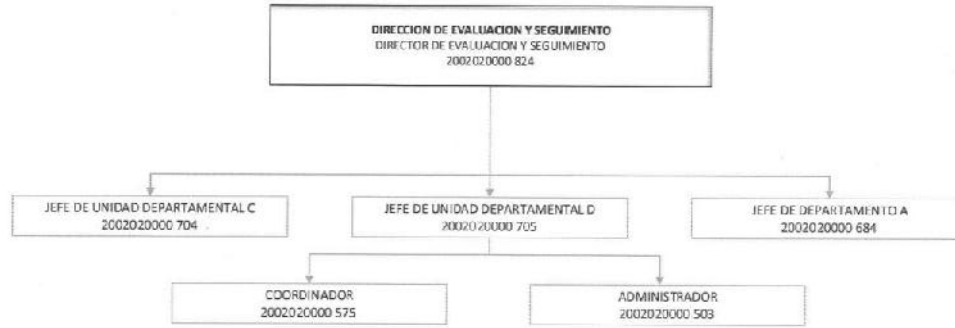 DIRECCION DE EVALUACION Y SEGUIMIENTO
DIRECTOR DE EVALUACION Y SEGUIMIENTO
2002020000 824
JEFE DE UNIDAD DEPARTAMENTAL C
2002020000 704
JEFE DE UNIDAD DEPARTAMENTAL D
2002020000 705
JEFE DE DEPARTAMENTO A
2002020000 684
COORDINADOR
2002020000 575
ADMINISTRADOR
2002020000 503